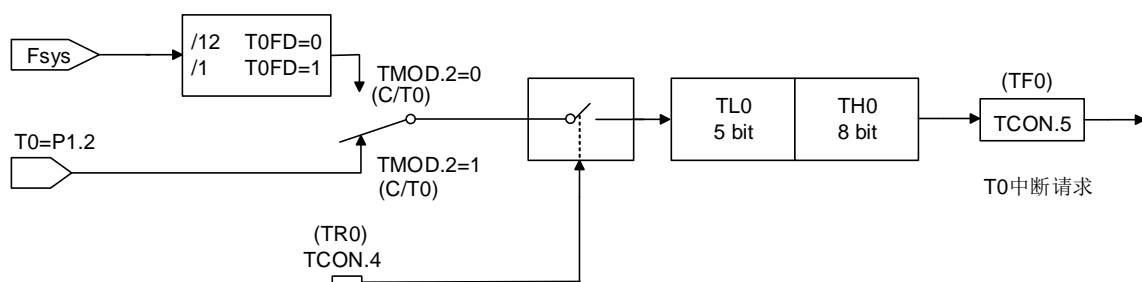 Fsys
/12 T0FD=0
/1 T0FD=1
TMOD.2=0
(C/T0)
T0=P1.2
TMOD.2=1
(C/T0)
(TR0)
TCON.4
TL0
5 bit
TH0
8 bit
(TF0)
TCON.5
T0中断请求